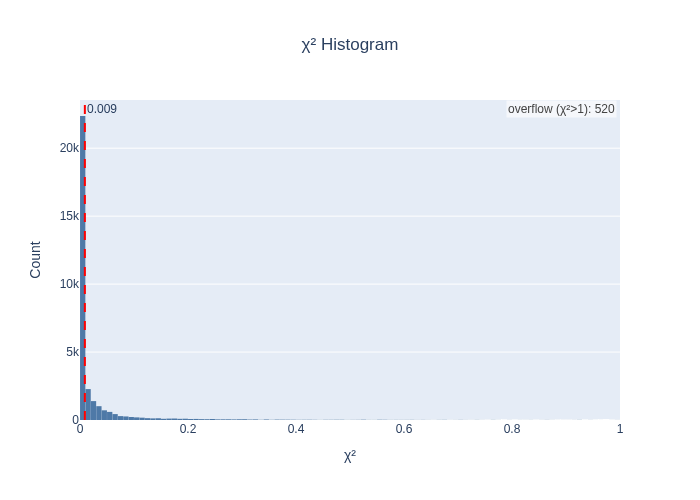 χ² Histogram
0.009
overflow (χ²>1): 520
20k
15k
10k
5k
0
Count
0
0.2
0.4
0.6
0.8
1
χ²